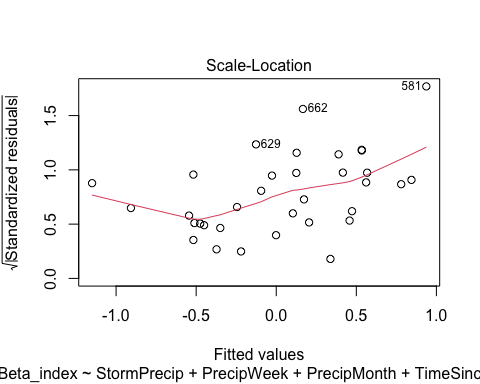 Scale-Location
√|Standardized residuals|
1.5
1.0
0.5
0.0
581
662
629
-1.0 -0.5 0.0 0.5 1.0
Fitted values
Beta_index ~ StormPrecip + PrecipWeek + PrecipMonth + TimeSinc